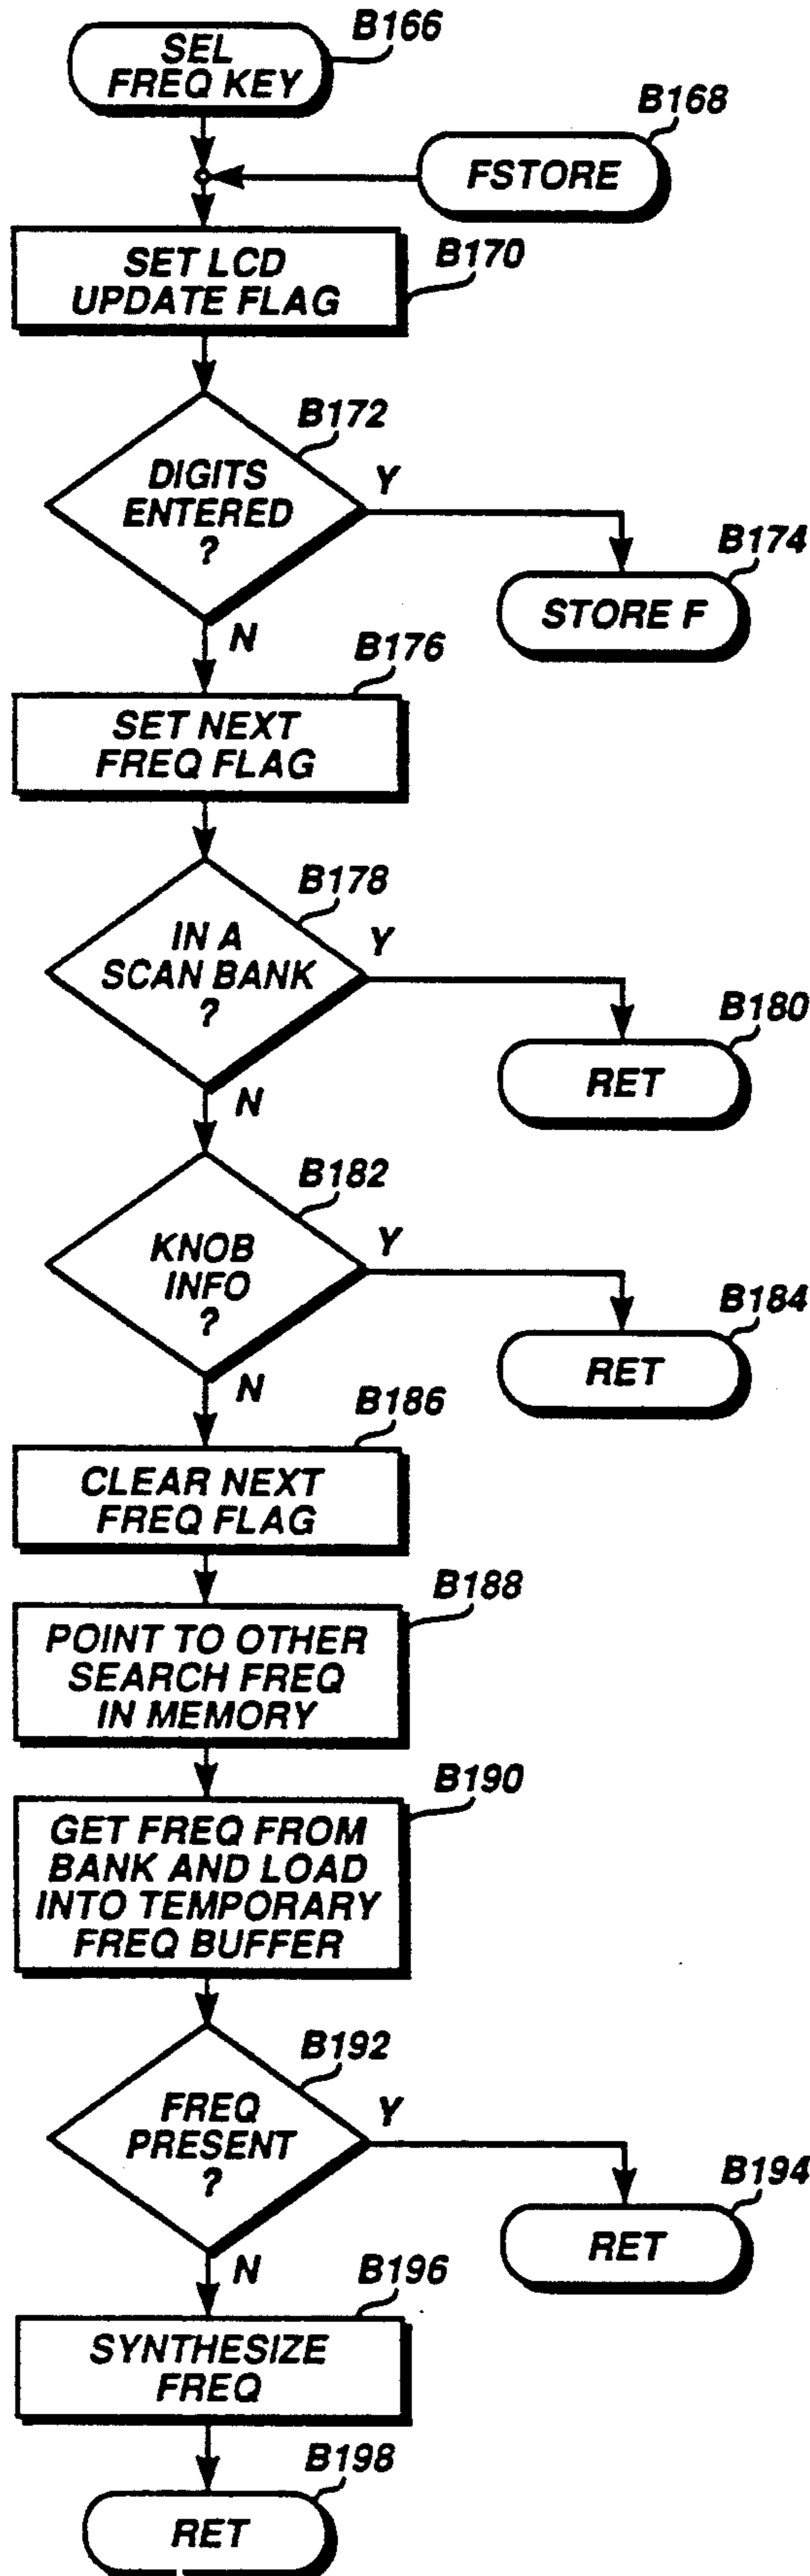 B166
SEL
FREQ KEY
B168
FSTORE
B170
SET LCD
UPDATE FLAG
B172
DIGITS
ENTERED
?
Y
B174
STORE F
N
B176
SET NEXT
FREQ FLAG
B178
IN A
SCAN BANK
?
Y
B180
RET
N
B182
KNOB
INFO
?
Y
B184
RET
N
B186
CLEAR NEXT
FREQ FLAG
B188
POINT TO OTHER
SEARCH FREQ
IN MEMORY
B190
GET FREQ FROM
BANK AND LOAD
INTO TEMPORARY
FREQ BUFFER
B192
FREQ
PRESENT
?
Y
B194
RET
N
B196
SYNTHESIZE
FREQ
B198
RET